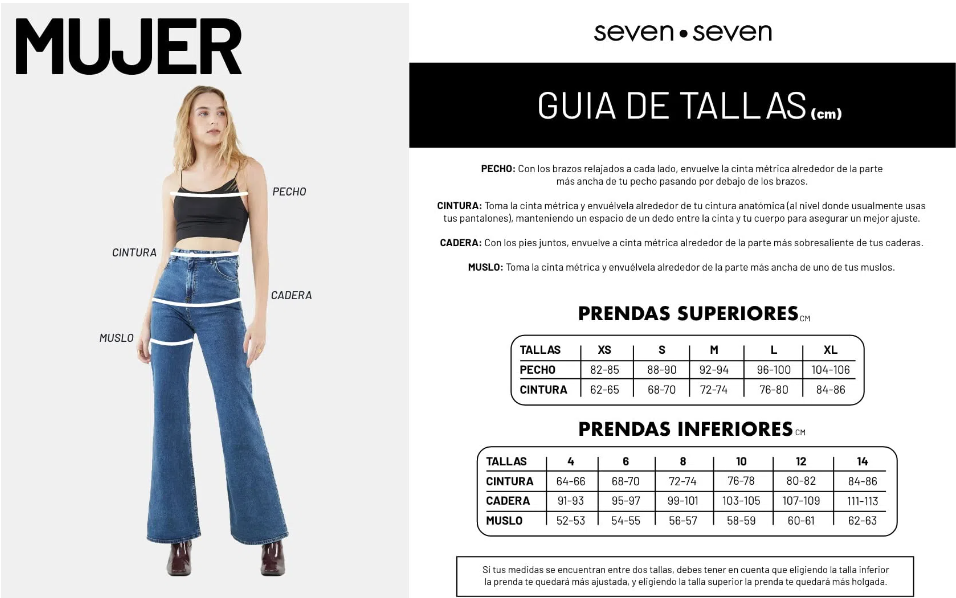 MUJER
PECHO
CINTURA
CADERA
MUSLO
seven•seven
GUIA DE TALLAS (cm)
PECHO: Con los brazos relajados a cada lado, envuelve la cinta métrica alrededor de la parte
más ancha de tu pecho pasando por debajo de los brazos.
CINTURA: Toma la cinta métrica y envuélvela alrededor de tu cintura anatómica (al nivel donde usualmente usas
tus pantalones), manteniendo un espacio de un dedo entre la cinta y tu cuerpo para asegurar un mejor ajuste.
CADERA: Con los pies juntos, envuelve a cinta métrica alrededor de la parte más sobresaliente de tus caderas.
MUSLO: Toma la cinta métrica y envuélvela alrededor de la parte más ancha de uno de tus muslos.
PRENDAS SUPERIORES CM
TALLAS XS S M L XL
PECHO 82-85 88-90 92-94 96-100 104-106
CINTURA 62-65 68-70 72-74 76-80 84-86
PRENDAS INFERIORES CM
TALLAS 4 6 8 10 12 14
CINTURA 64-66 68-70 72-74 76-78 80-82 84-86
CADERA 91-93 95-97 99-101 103-105 107-109 111-113
MUSLO 52-53 54-55 56-57 58-59 60-61 62-63
Si tus medidas se encuentran entre dos tallas, debes tener en cuenta que eligiendo la talla inferior
la prenda te quedará más ajustada, y eligiendo la talla superior la prenda te quedará más holgada.